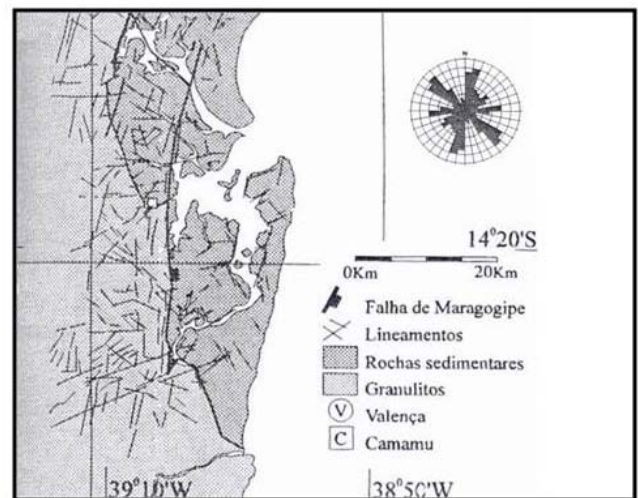 N
14°20'S
0Km 20Km
Falha de Maragogipe
Lineamentos
Rochas sedimentares
Granulitos
V Valença
C Camamu
39°10'W 38°50'W